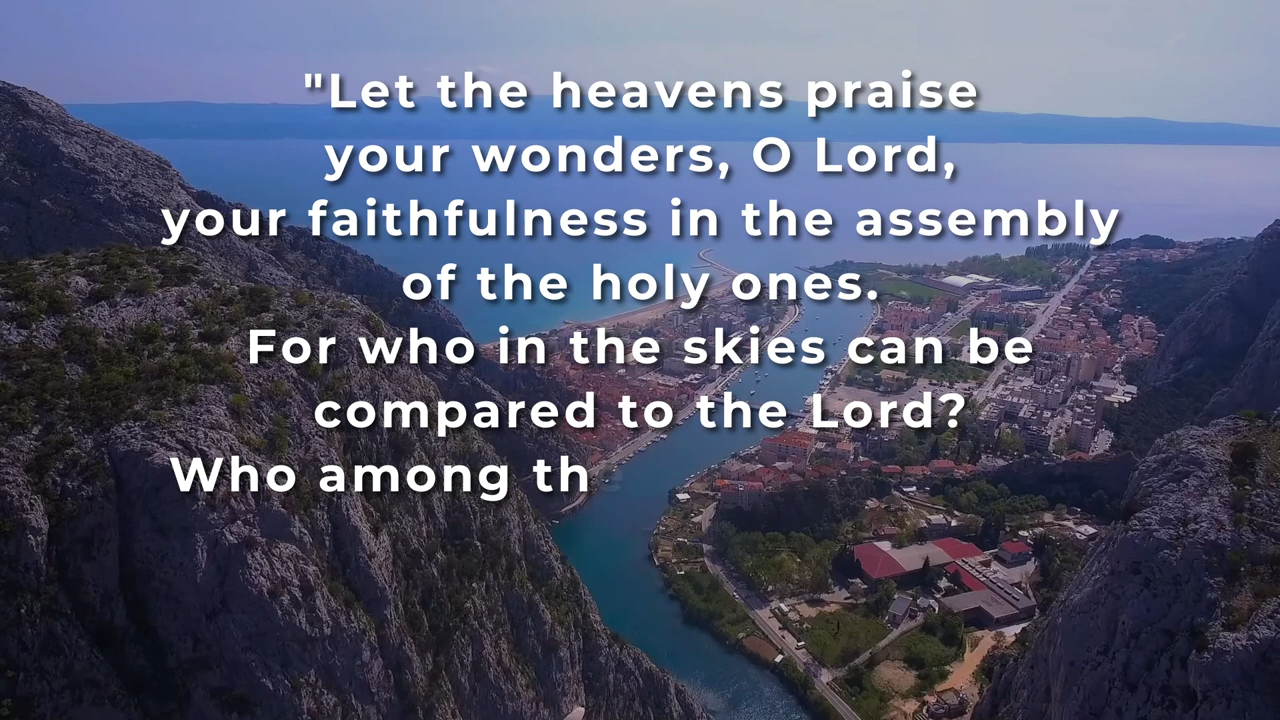 "Let the heavens praise
your wonders, O Lord,
your faithfulness in the assembly
of the holy ones.
For who in the skies can be
compared to the Lord?
Who among th